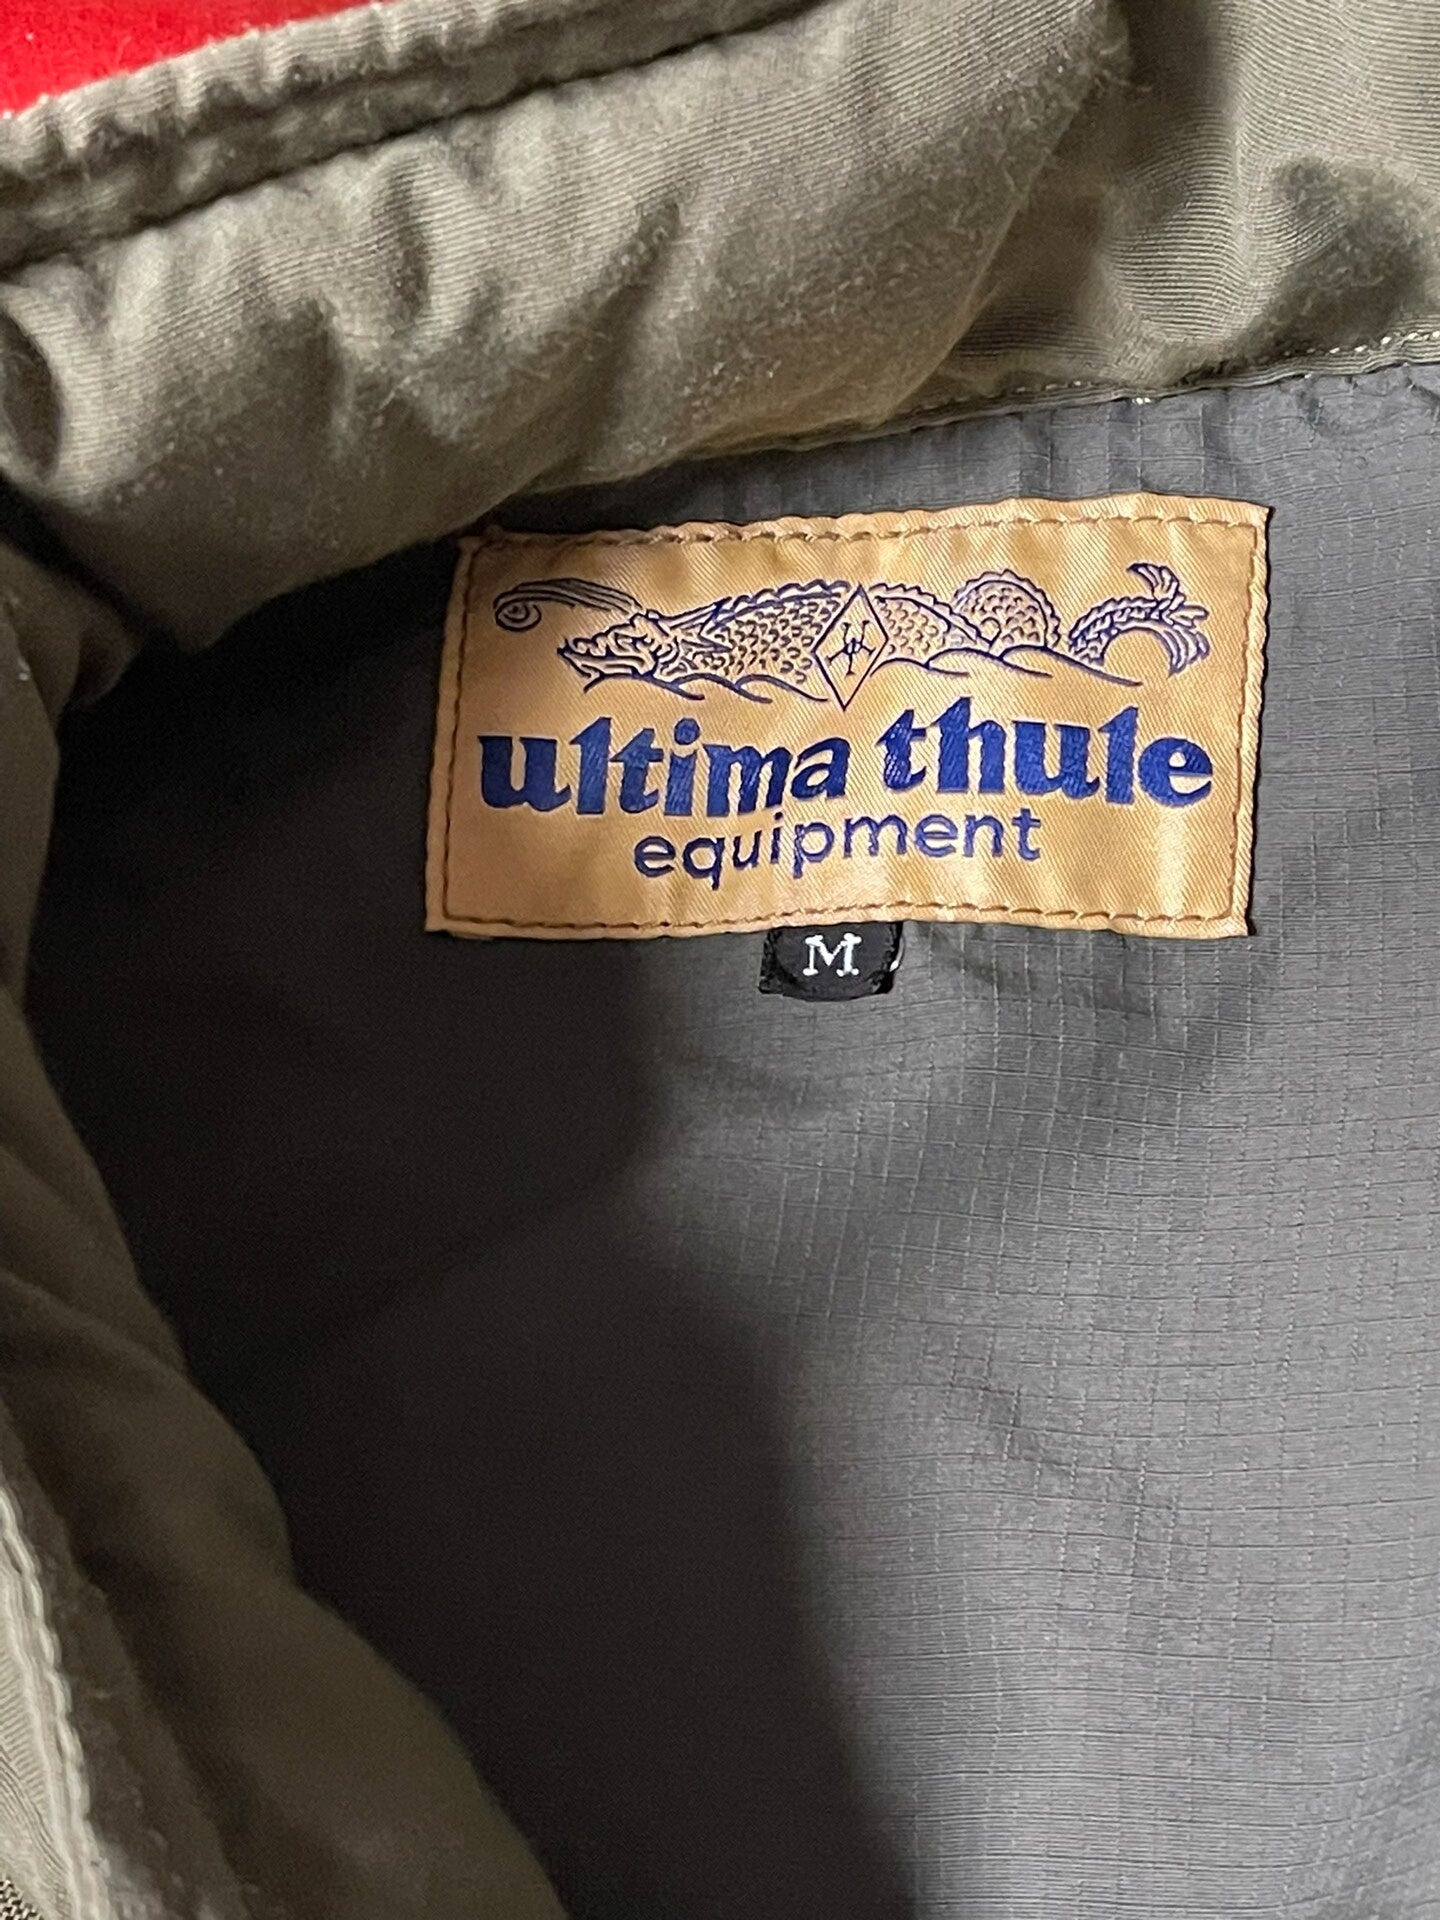 ultima thule
equipment
M